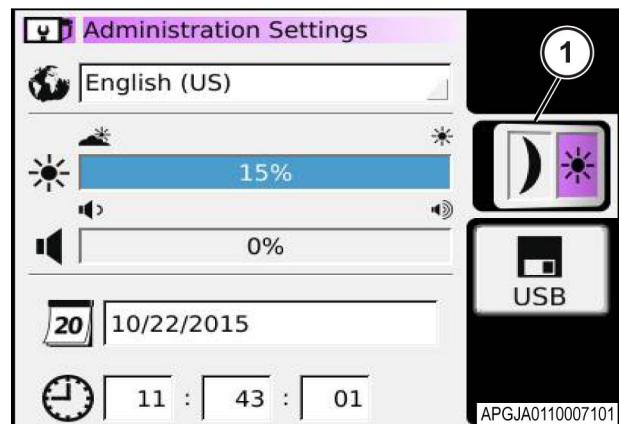 Administration Settings
1
English (US)
15%
0%
USB
20
10/22/2015
11 : 43 : 01
APGJA0110007101